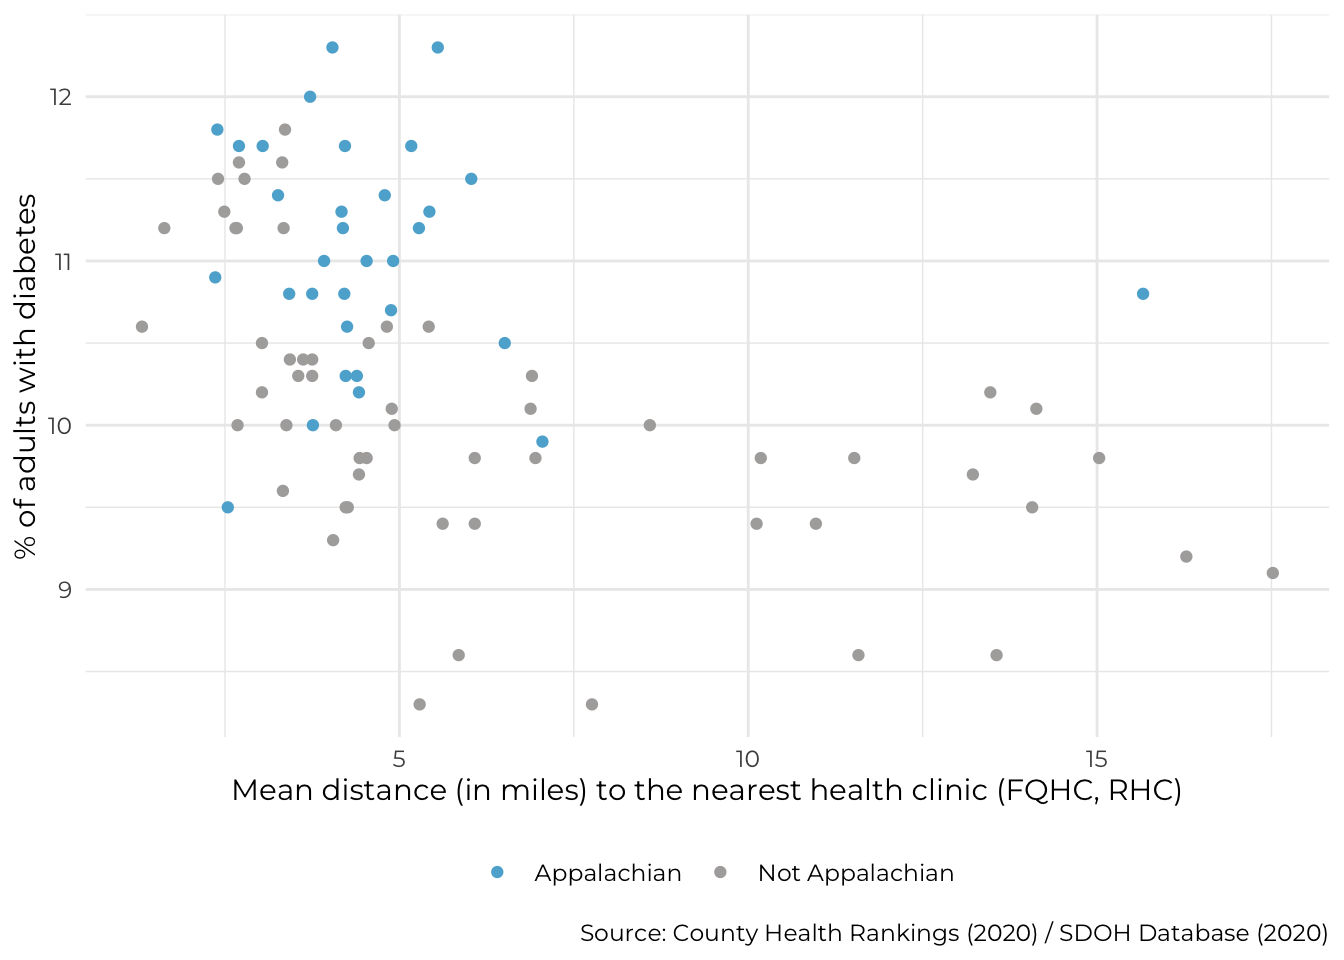 12
11
10
9
% of adults with diabetes
5 10 15
Mean distance (in miles) to the nearest health clinic (FQHC, RHC)
Appalachian Not Appalachian
Source: County Health Rankings (2020) / SDOH Database (2020)